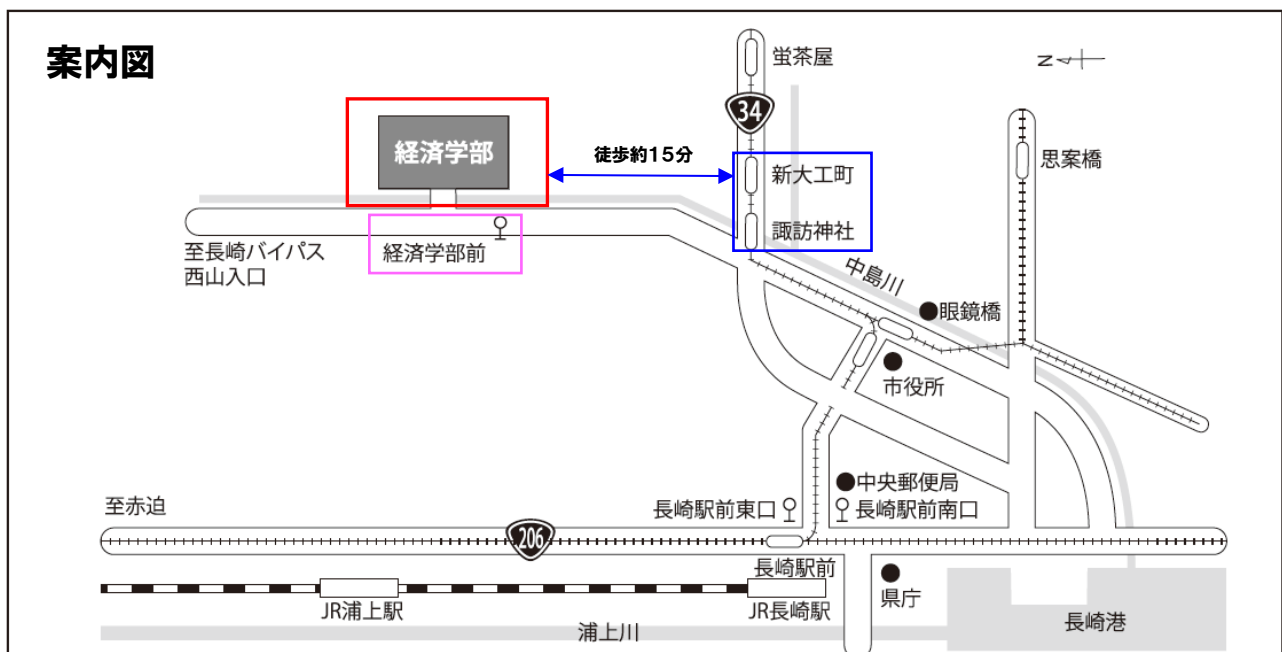 案内図
蛍茶屋
N
34
思案橋
経済学部
徒歩約15分
新大工町
諏訪神社
至長崎バイパス
西山入口
経済学部前
中島川
眼鏡橋
市役所
中央郵便局
至赤迫
長崎駅前東口
長崎駅前南口
206
長崎駅前
JR浦上駅
JR長崎駅
県庁
長崎港
浦上川